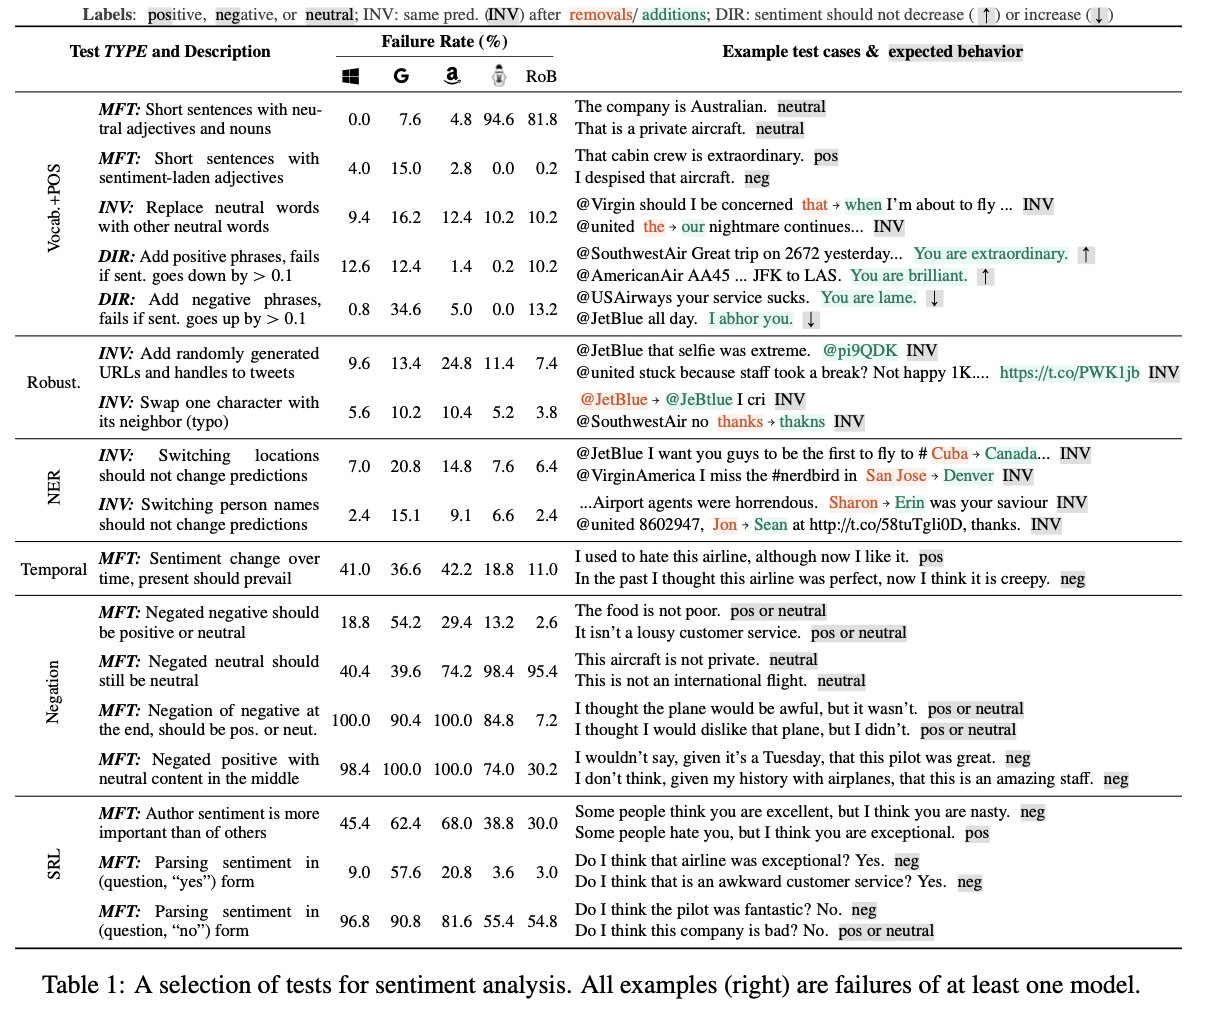 Labels: positive, negative, or neutral; INV: same pred. (INV) after removals/ additions; DIR: sentiment should not decrease ( ↑ ) or increase ( ↓ )
Test TYPE and Description
Failure Rate (%)
Example test cases & expected behavior
G a RoB
Vocab.+POS
MFT: Short sentences with neu-
tral adjectives and nouns
0.0 7.6 4.8 94.6 81.8
The company is Australian. neutral
That is a private aircraft. neutral
MFT: Short sentences with
sentiment-laden adjectives
4.0 15.0 2.8 0.0 0.2
That cabin crew is extraordinary. pos
I despised that aircraft. neg
INV: Replace neutral words
with other neutral words
9.4 16.2 12.4 10.2 10.2
@Virgin should I be concerned that → when I'm about to fly ... INV
@united the → our nightmare continues... INV
DIR: Add positive phrases, fails
if sent. goes down by > 0.1
12.6 12.4 1.4 0.2 10.2
@SouthwestAir Great trip on 2672 yesterday... You are extraordinary. ↑
@AmericanAir AA45 ... JFK to LAS. You are brilliant. ↑
DIR: Add negative phrases,
fails if sent. goes up by > 0.1
0.8 34.6 5.0 0.0 13.2
@USAirways your service sucks. You are lame. ↓
@JetBlue all day. I abhor you. ↓
Robust.
INV: Add randomly generated
URLs and handles to tweets
9.6 13.4 24.8 11.4 7.4
@JetBlue that selfie was extreme. @pi9QDK INV
@united stuck because staff took a break? Not happy 1K.... https://t.co/PWK1jb INV
INV: Swap one character with
its neighbor (typo)
5.6 10.2 10.4 5.2 3.8
@JetBlue → @JeBtlue I cri INV
@SouthwestAir no thanks → thakns INV
NER
INV: Switching locations
should not change predictions
7.0 20.8 14.8 7.6 6.4
@JetBlue I want you guys to be the first to fly to # Cuba → Canada... INV
@VirginAmerica I miss the #nerdbird in San Jose → Denver INV
INV: Switching person names
should not change predictions
2.4 15.1 9.1 6.6 2.4
...Airport agents were horrendous. Sharon → Erin was your saviour INV
@united 8602947, Jon → Sean at http://t.co/58tuTgli0D, thanks. INV
Temporal
MFT: Sentiment change over
time, present should prevail
41.0 36.6 42.2 18.8 11.0
I used to hate this airline, although now I like it. pos
In the past I thought this airline was perfect, now I think it is creepy. neg
Negation
MFT: Negated negative should
be positive or neutral
18.8 54.2 29.4 13.2 2.6
The food is not poor. pos or neutral
It isn't a lousy customer service. pos or neutral
MFT: Negated neutral should
still be neutral
40.4 39.6 74.2 98.4 95.4
This aircraft is not private. neutral
This is not an international flight. neutral
MFT: Negation of negative at
the end, should be pos. or neut.
100.0 90.4 100.0 84.8 7.2
I thought the plane would be awful, but it wasn't. pos or neutral
I thought I would dislike that plane, but I didn't. pos or neutral
MFT: Negated positive with
neutral content in the middle
98.4 100.0 100.0 74.0 30.2
I wouldn't say, given it's a Tuesday, that this pilot was great. neg
I don't think, given my history with airplanes, that this is an amazing staff. neg
SRL
MFT: Author sentiment is more
important than of others
45.4 62.4 68.0 38.8 30.0
Some people think you are excellent, but I think you are nasty. neg
Some people hate you, but I think you are exceptional. pos
MFT: Parsing sentiment in
(question, "yes") form
9.0 57.6 20.8 3.6 3.0
Do I think that airline was exceptional? Yes. neg
Do I think that is an awkward customer service? Yes. neg
MFT: Parsing sentiment in
(question, "no") form
96.8 90.8 81.6 55.4 54.8
Do I think the pilot was fantastic? No. neg
Do I think this company is bad? No. pos or neutral
Table 1: A selection of tests for sentiment analysis. All examples (right) are failures of at least one model.